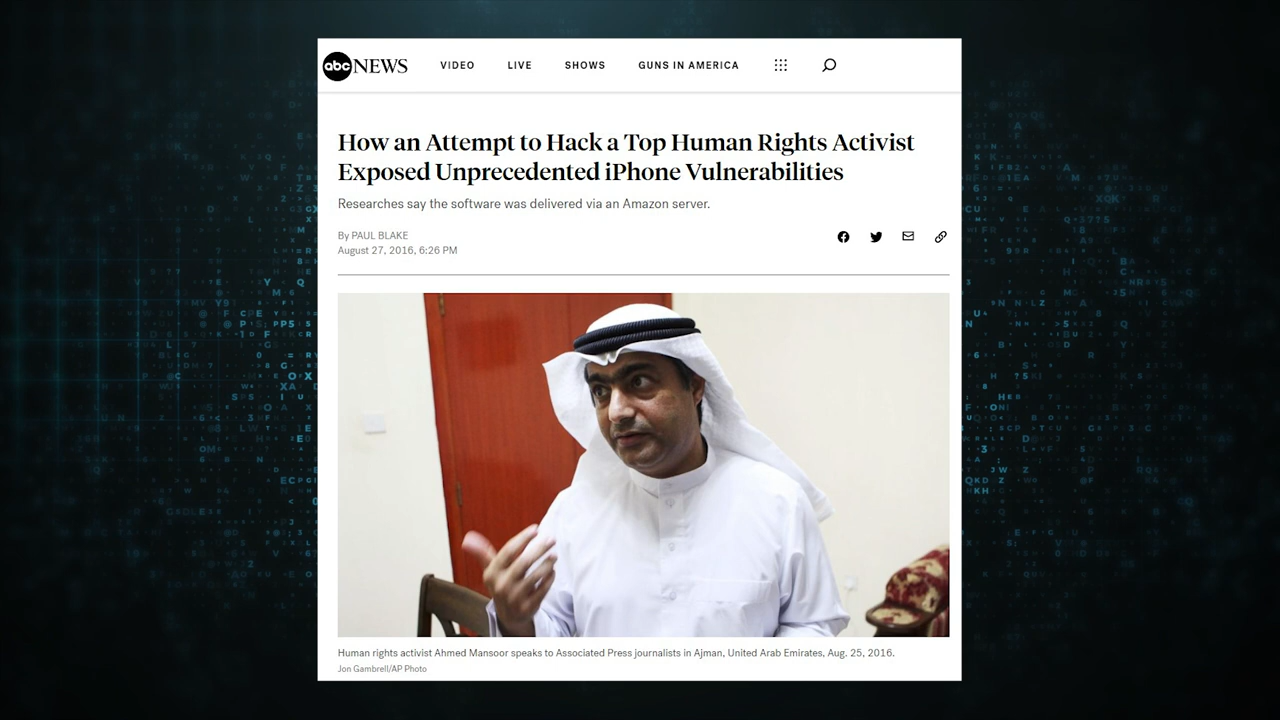 abc NEWS VIDEO LIVE SHOWS GUNS IN AMERICA
How an Attempt to Hack a Top Human Rights Activist
Exposed Unprecedented iPhone Vulnerabilities
Researches say the software was delivered via an Amazon server.
By PAUL BLAKE
August 27, 2016, 6:26 PM
Human rights activist Ahmed Mansoor speaks to Associated Press journalists in Ajman, United Arab Emirates, Aug. 25, 2016.
Jon Gambrell/AP Photo